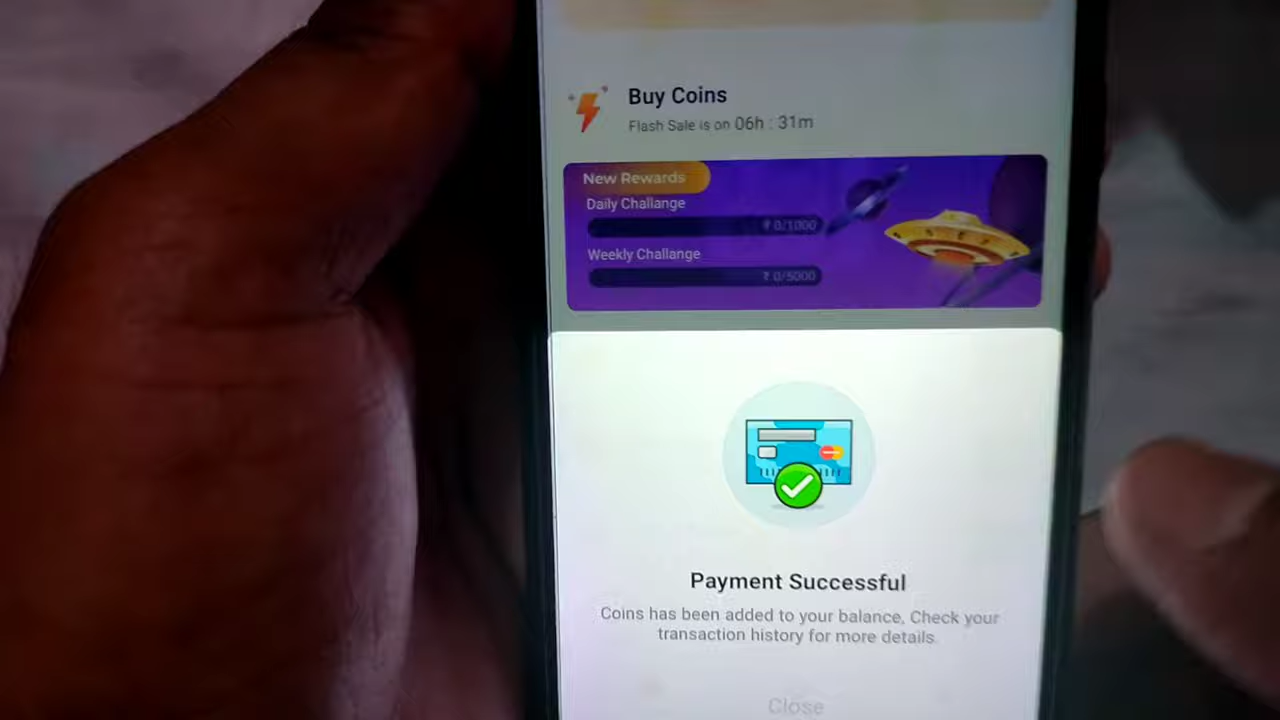 Buy Coins
Flash Sale is on 06h : 31m
New Rewards
Daily Challange
₹ 0/1000
Weekly Challange
₹ 0/5000
Payment Successful
Coins has been added to your balance, Check your
transaction history for more details.
Close